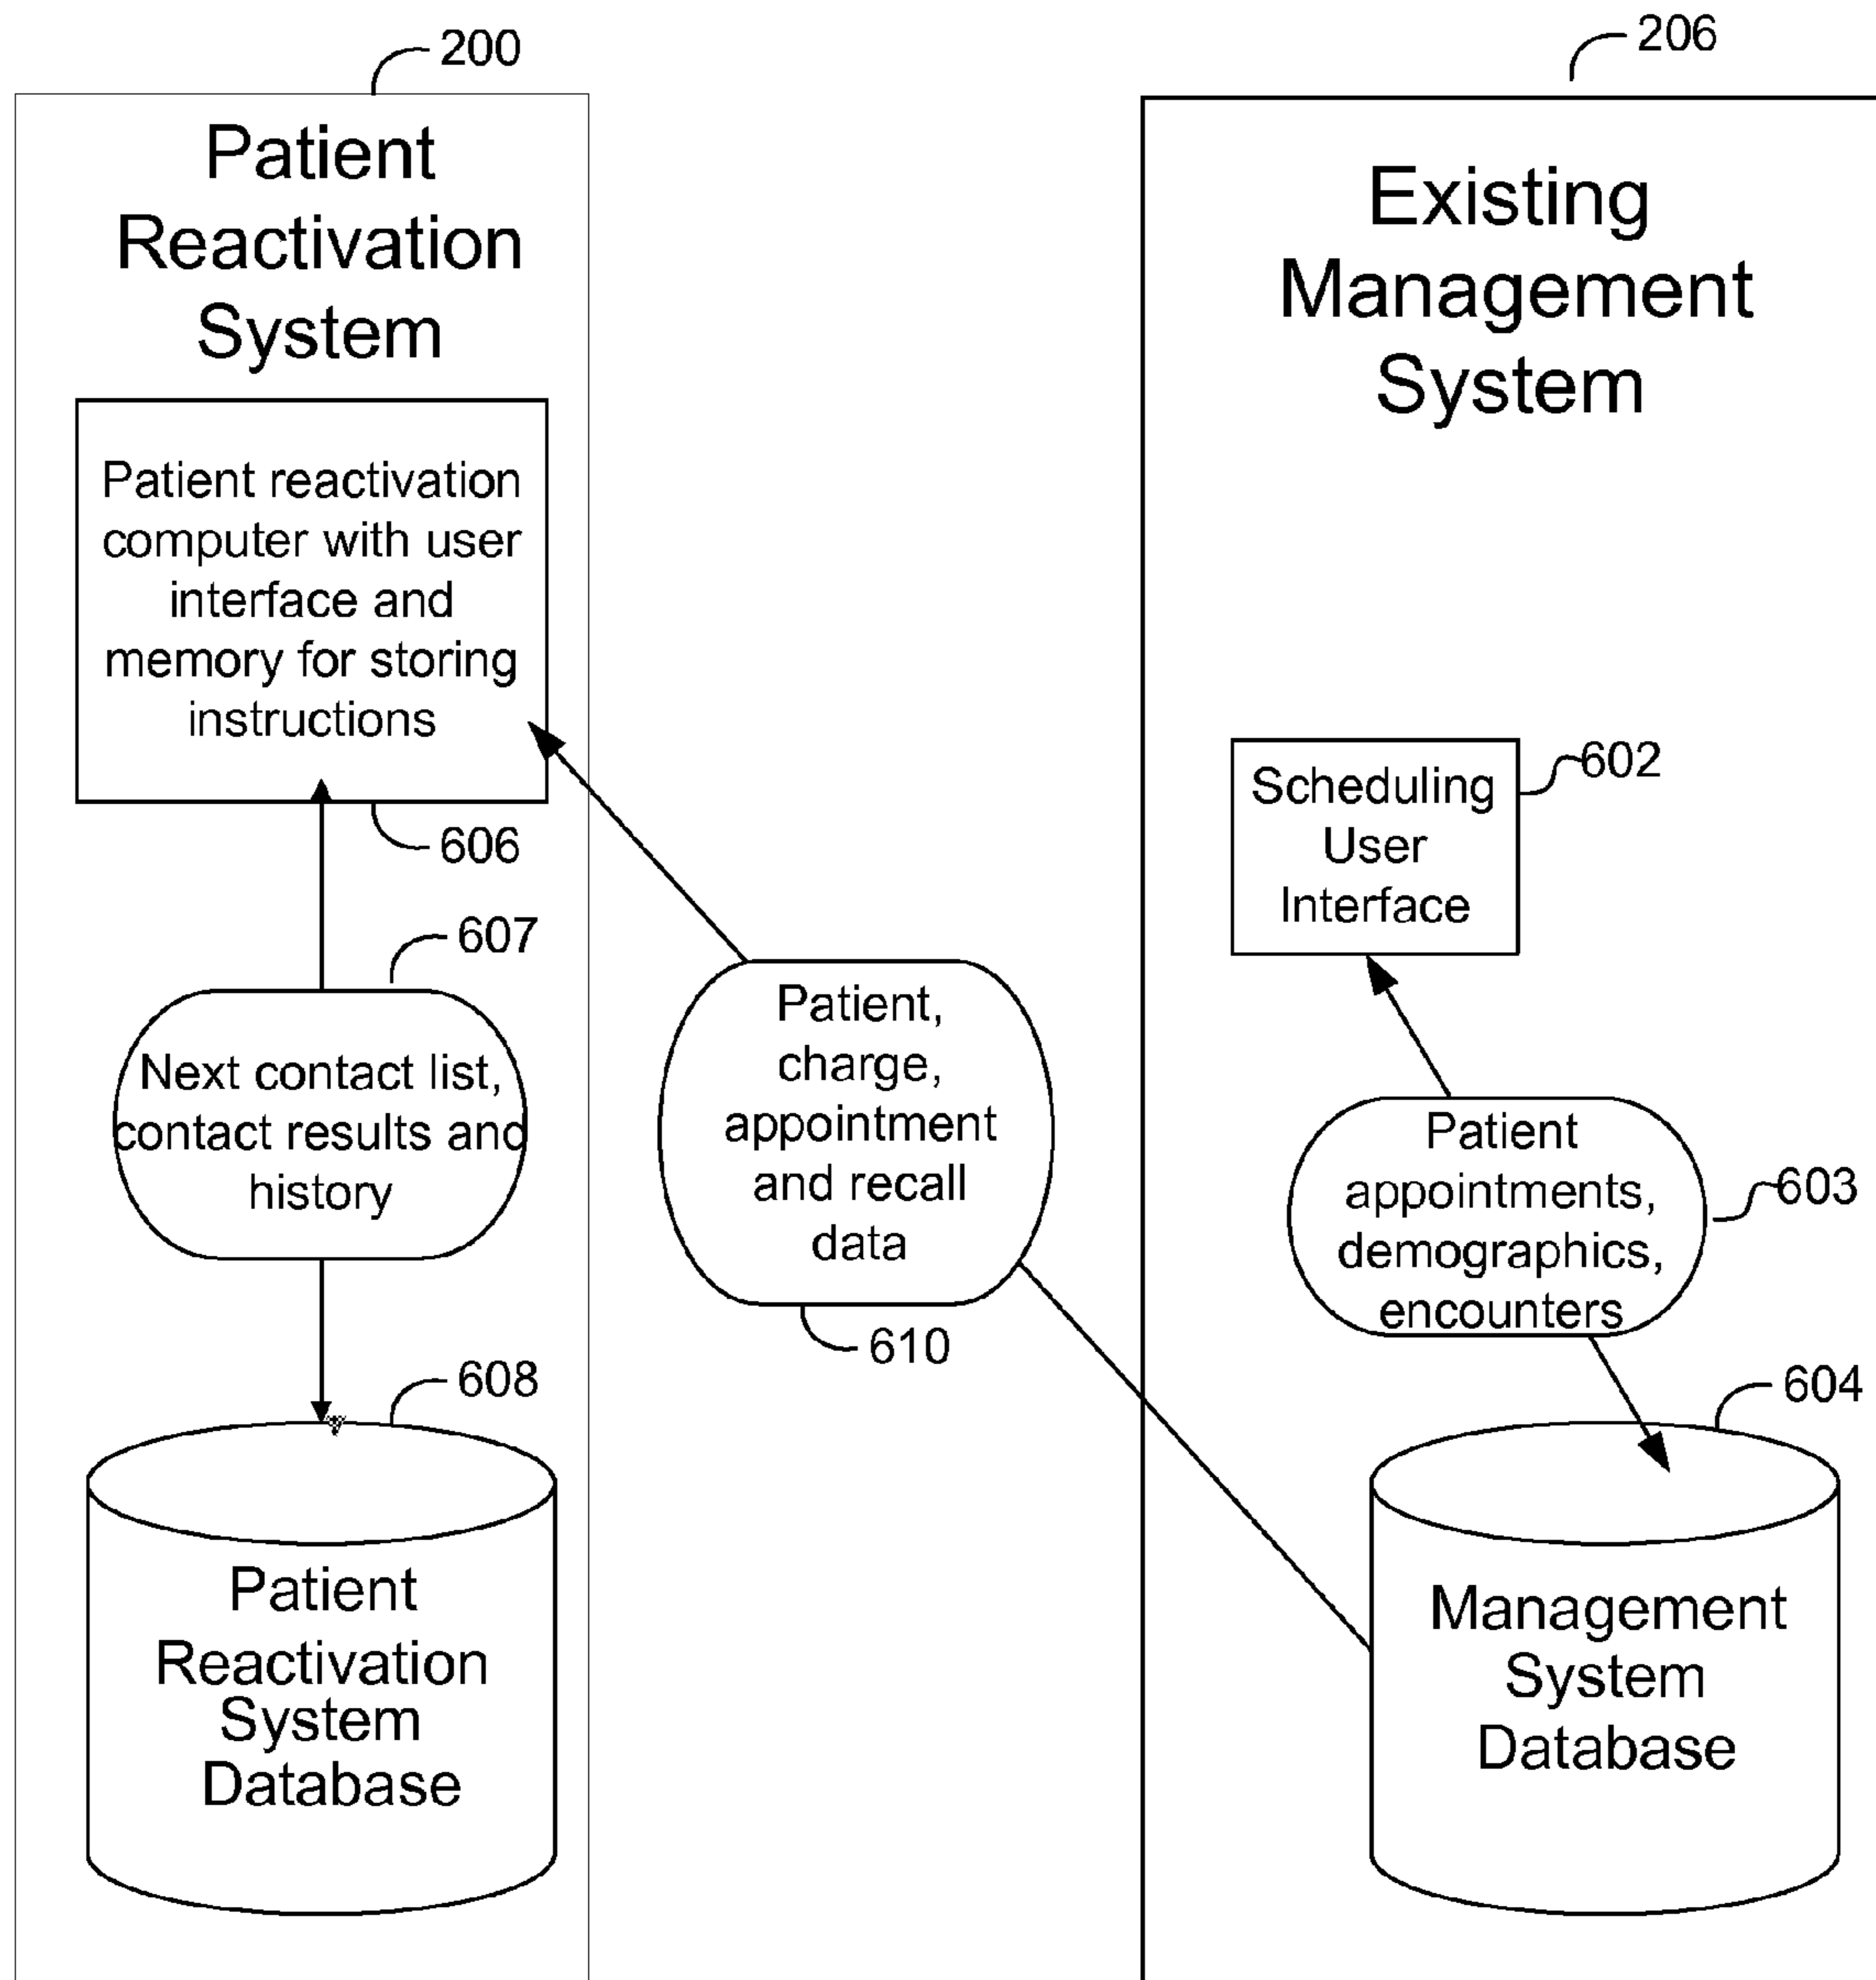 200
Patient
Reactivation
System
Patient reactivation
computer with user
interface and
memory for storing
instructions
606
607
Next contact list,
contact results and
history
608
Patient
Reactivation
System
Database
Patient,
charge,
appointment
and recall
data
610
206
Existing
Management
System
Scheduling
User
Interface
602
Patient
appointments,
demographics,
encounters
603
604
Management
System
Database